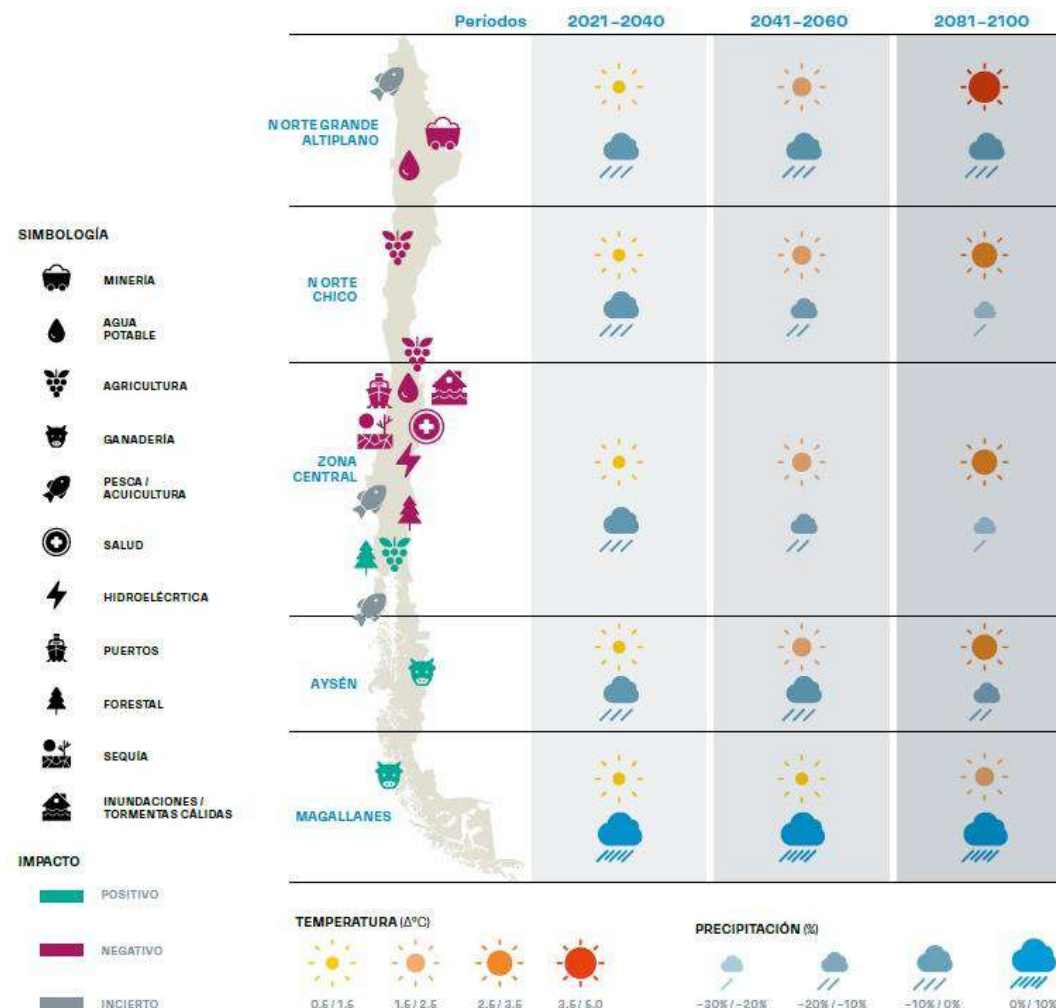 Períodos
2021–2040
2041–2060
2081–2100
NORTE GRANDE
ALTIPLANO
NORTE
CHICO
ZONA
CENTRAL
AYSÉN
MAGALLANES
SIMBOLOGÍA
MINERÍA
AGUA
POTABLE
AGRICULTURA
GANADERÍA
PESCA /
ACUICULTURA
SALUD
HIDROELÉCRTICA
PUERTOS
FORESTAL
SEQUÍA
INUNDACIONES /
TORMENTAS CÁLIDAS
IMPACTO
POSITIVO
NEGATIVO
INCIERTO
TEMPERATURA (Δ°C)
0.5 / 1.5
1.5 / 2.5
2.5 / 3.5
3.5 / 5.0
PRECIPITACIÓN (%)
–30% / –20%
–20% / –10%
–10% / 0%
0% / 10%